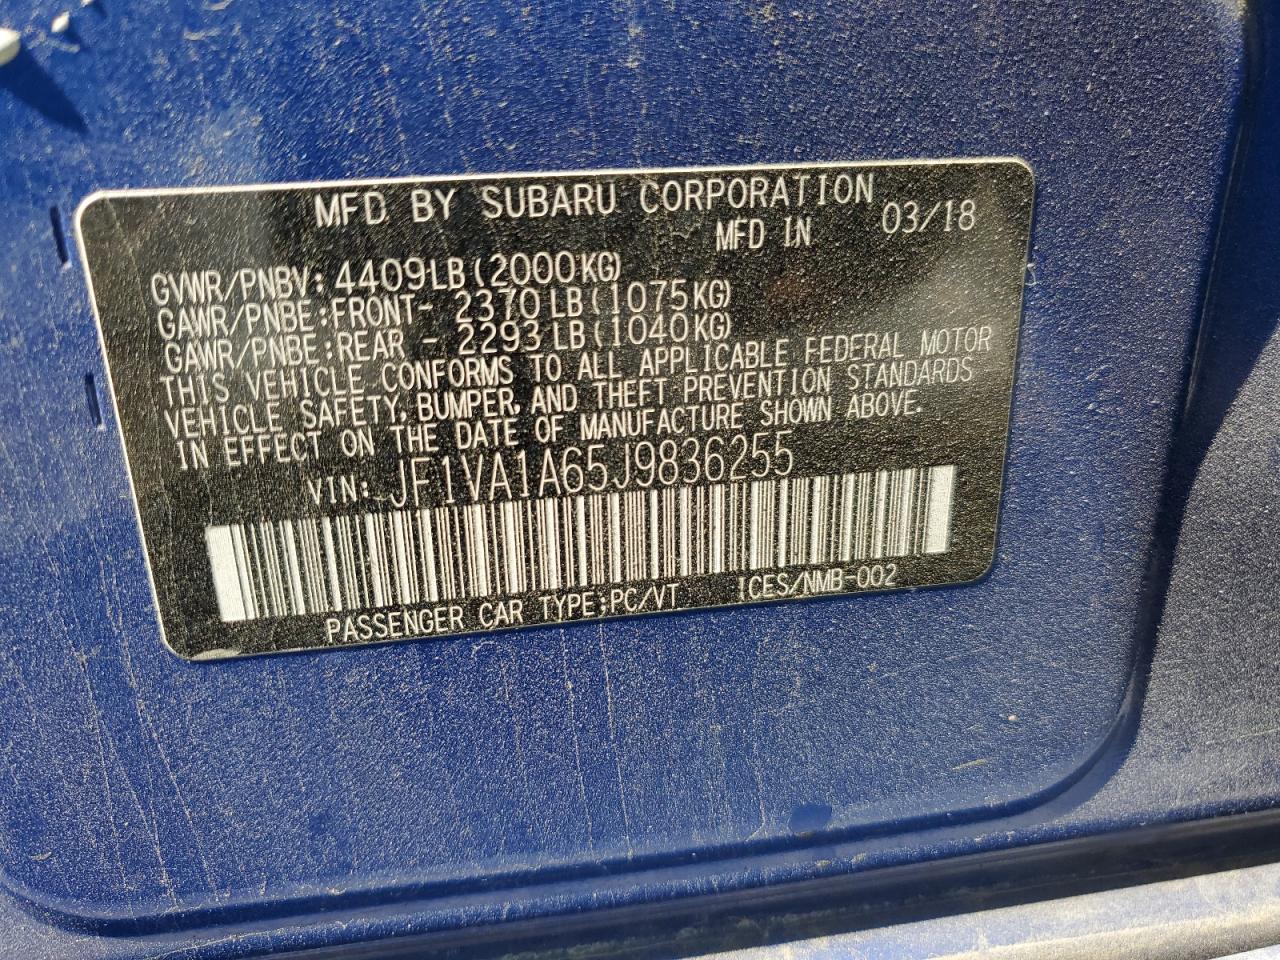 MFD BY SUBARU CORPORATION
MFD IN 03/18
GVWR/PNBV: 4409LB(2000KG)
GAWR/PNBE:FRONT- 2370LB(1075KG)
GAWR/PNBE:REAR - 2293LB(1040KG)
THIS VEHICLE CONFORMS TO ALL APPLICABLE FEDERAL MOTOR
VEHICLE SAFETY, BUMPER, AND THEFT PREVENTION STANDARDS
IN EFFECT ON THE DATE OF MANUFACTURE SHOWN ABOVE.
VIN: JF1VA1A65J9836255
PASSENGER CAR TYPE;PC/VT ICES/NMB-002